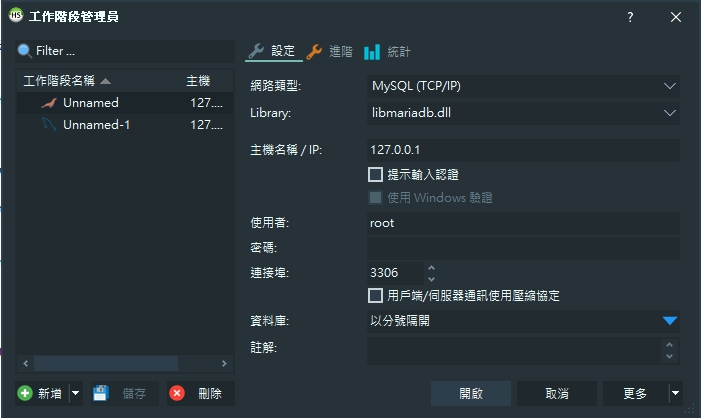 HS 工作階段管理員
Filter ...
設定 進階 統計
工作階段名稱 主機
Unnamed 127....
Unnamed-1 127....
網路類型: MySQL (TCP/IP)
Library: libmariadb.dll
主機名稱 / IP: 127.0.0.1
提示輸入認證
使用 Windows 驗證
使用者: root
密碼:
連接埠: 3306
用戶端/伺服器通訊使用壓縮協定
資料庫: 以分號隔開
註解:
新增 儲存 刪除 開啟 取消 更多